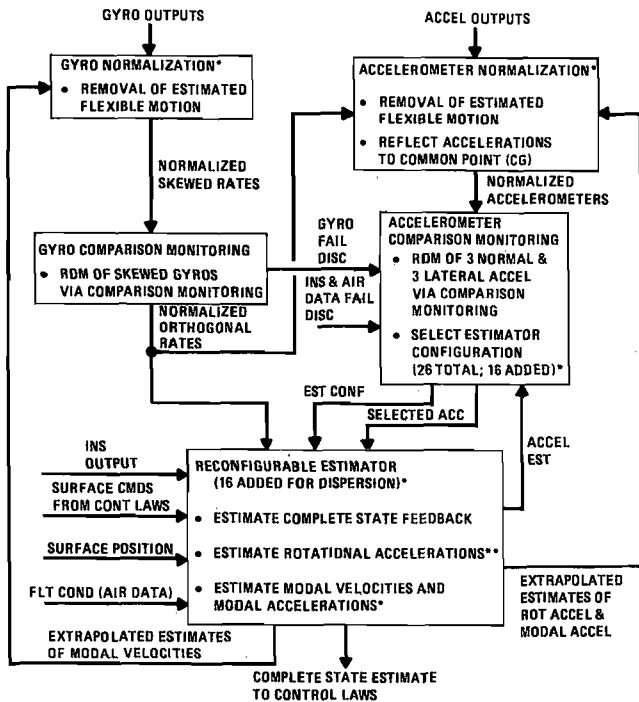 GYRO OUTPUTS
ACCEL OUTPUTS
GYRO NORMALIZATION*
• REMOVAL OF ESTIMATED
FLEXIBLE MOTION
ACCELEROMETER NORMALIZATION*
• REMOVAL OF ESTIMATED
FLEXIBLE MOTION
• REFLECT ACCELERATIONS
TO COMMON POINT (CG)
NORMALIZED
SKEWED RATES
NORMALIZED
ACCELEROMETERS
GYRO COMPARISON MONITORING
• RDM OF SKEWED GYROS
VIA COMPARISON MONITORING
GYRO
FAIL
DISC
INS & AIR
DATA FAIL
DISC
ACCELEROMETER
COMPARISON MONITORING
• RDM OF 3 NORMAL &
3 LATERAL ACCEL
VIA COMPARISON
MONITORING
• SELECT ESTIMATOR
CONFIGURATION
(26 TOTAL; 16 ADDED)*
NORMALIZED
ORTHOGONAL
RATES
EST CONF
SELECTED ACC
ACCEL
EST
INS
OUTPUT
SURFACE CMDS
FROM CONT LAWS
SURFACE POSITION
FLT COND (AIR DATA)
RECONFIGURABLE ESTIMATOR
(16 ADDED FOR DISPERSION)*
• ESTIMATE COMPLETE STATE FEEDBACK
• ESTIMATE ROTATIONAL ACCELERATIONS**
• ESTIMATE MODAL VELOCITIES AND
MODAL ACCELERATIONS*
EXTRAPOLATED
ESTIMATES OF
ROT ACCEL &
MODAL ACCEL
EXTRAPOLATED ESTIMATES
OF MODAL VELOCITIES
COMPLETE STATE ESTIMATE
TO CONTROL LAWS